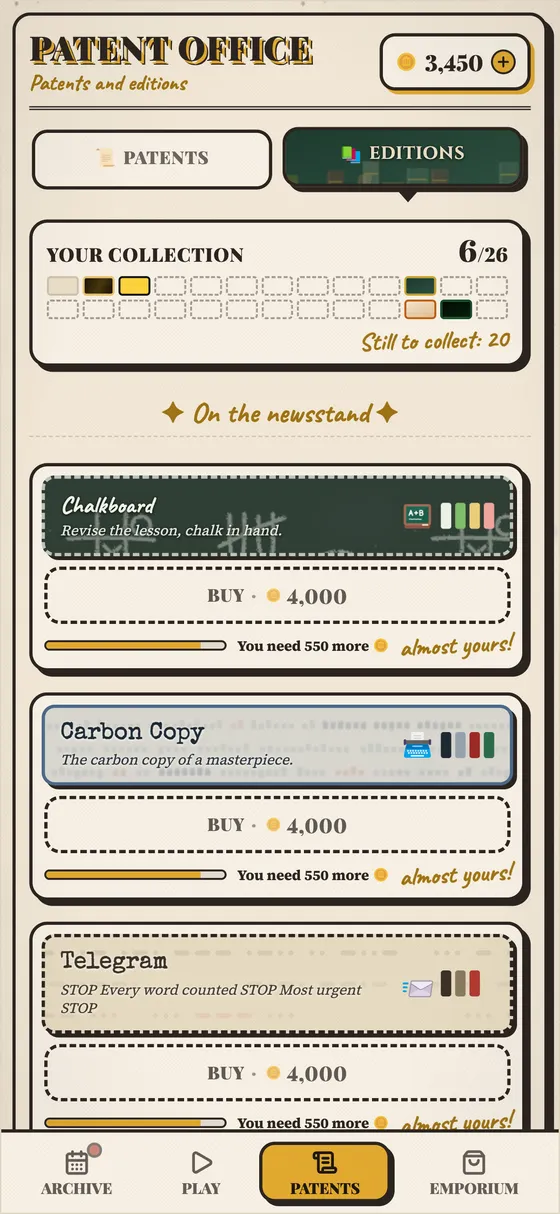 PATENT OFFICE
Patents and editions
3,450
PATENTS
EDITIONS
YOUR COLLECTION
6/26
Still to collect: 20
On the newsstand
Chalkboard
Revise the lesson, chalk in hand.
A+B
BUY · 4,000
You need 550 more
almost yours!
Carbon Copy
The carbon copy of a masterpiece.
BUY · 4,000
You need 550 more
almost yours!
Telegram
STOP Every word counted STOP Most urgent
STOP
BUY · 4,000
You need 550 more
almost yours!
ARCHIVE
PLAY
PATENTS
EMPORIUM